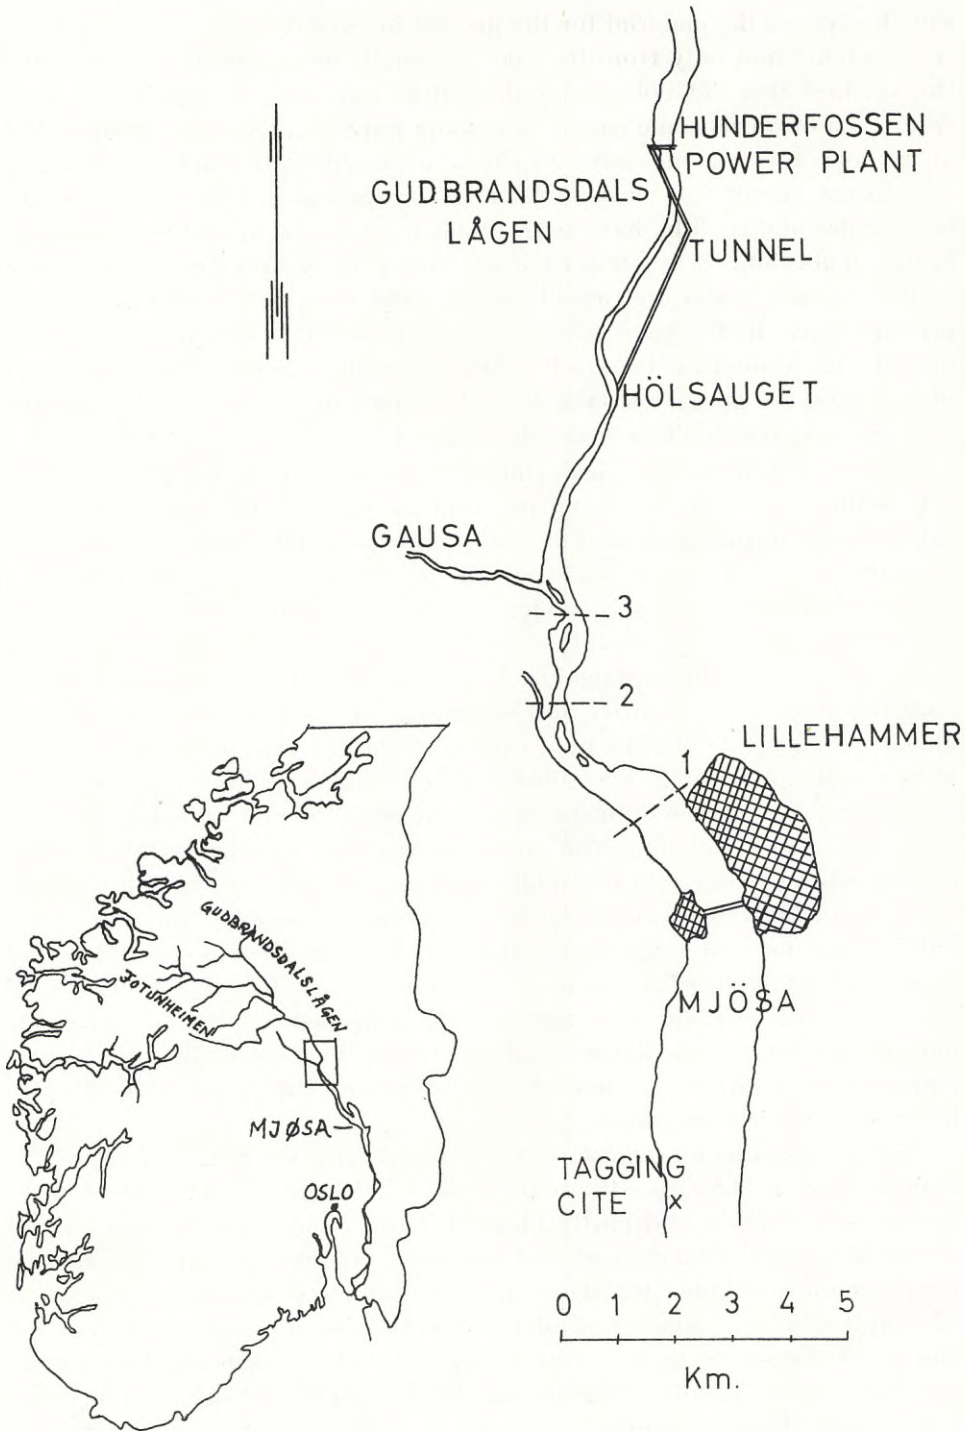 HUNDERFOSSEN
POWER PLANT
GUDBRANDSDALS
LÅGEN
TUNNEL
HÖLSAUGET
GAUSA
3
2
LILLEHAMMER
1
GUDBRANDSDALSLÅGEN
JOTUNHEIMEN
MJÖSA
MJØSA
TAGGING
CITE x
OSLO
0 1 2 3 4 5
Km.